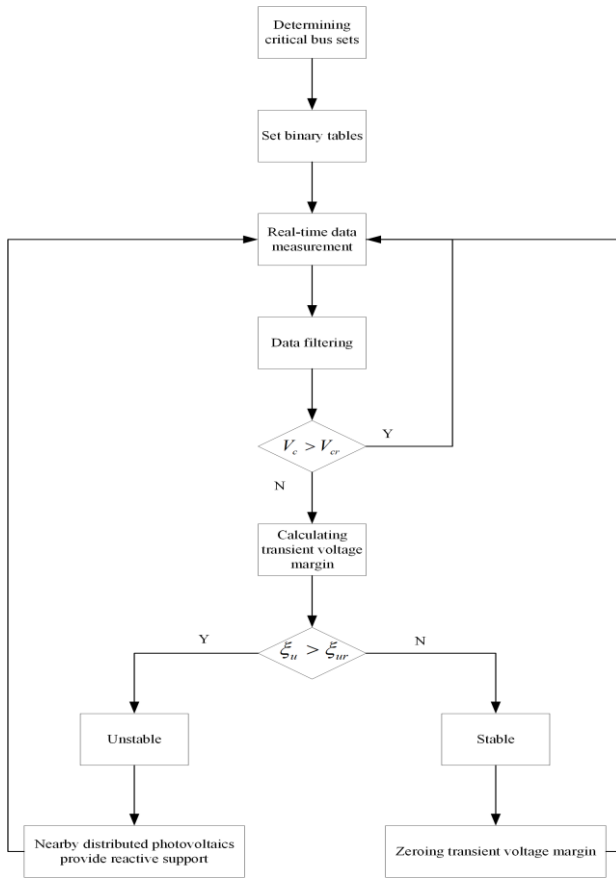 Determining
critical bus sets
Set binary tables
Real-time data
measurement
Data filtering
V_c > V_cr
Y
N
Calculating
transient voltage
margin
ξ_u > ξ_ur
Y
N
Unstable
Stable
Nearby distributed photovoltaics
provide reactive support
Zeroing transient voltage margin